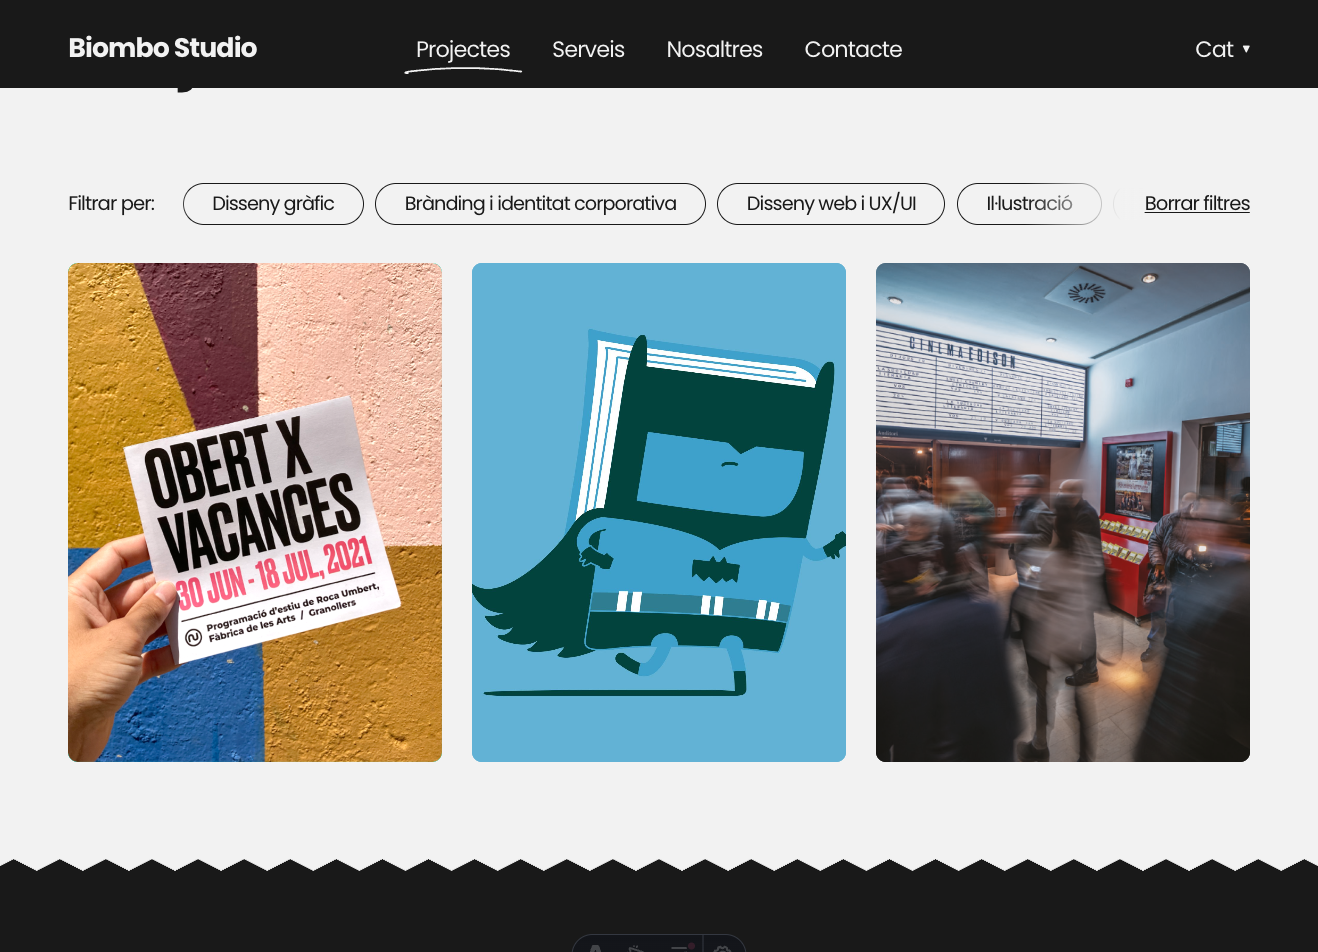 Biombo Studio
Projectes
Serveis
Nosaltres
Contacte
Cat
Filtrar per:
Disseny gràfic
Brànding i identitat corporativa
Disseny web i UX/UI
Il·lustració
Borrar filtres
OBERT X
VACANCES
30 JUN - 18 JUL, 2021
Programació d'estiu de Roca Umbert,
Fàbrica de les Arts / Granollers
CINEMA EDISON